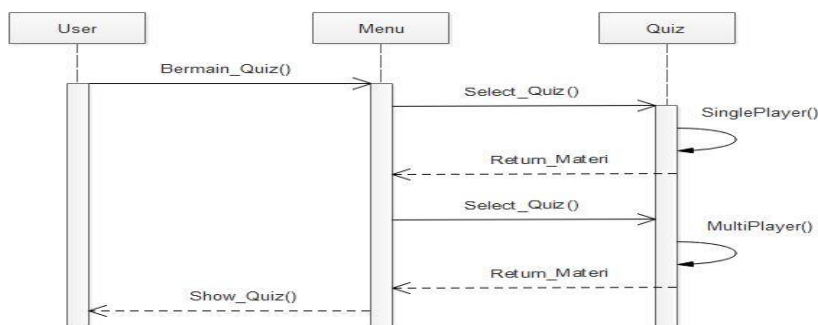 User
Menu
Quiz
Bermain_Quiz()
Select_Quiz()
SinglePlayer()
Return_Materi
Select_Quiz()
MultiPlayer()
Return_Materi
Show_Quiz()